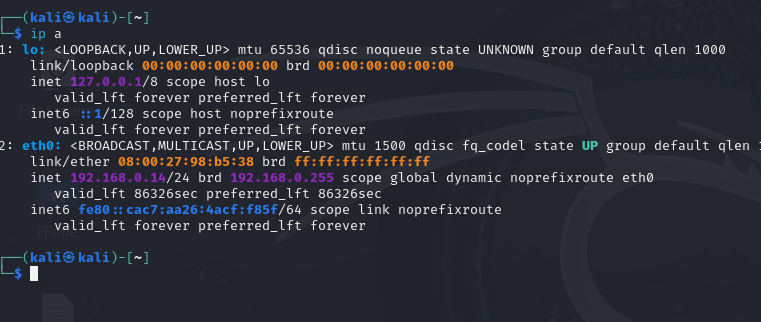 ┌──(kali㉿kali)-[~]
└─$ ip a
1: lo: <LOOPBACK,UP,LOWER_UP> mtu 65536 qdisc noqueue state UNKNOWN group default qlen 1000
    link/loopback 00:00:00:00:00:00 brd 00:00:00:00:00:00
    inet 127.0.0.1/8 scope host lo
       valid_lft forever preferred_lft forever
    inet6 ::1/128 scope host noprefixroute
       valid_lft forever preferred_lft forever
2: eth0: <BROADCAST,MULTICAST,UP,LOWER_UP> mtu 1500 qdisc fq_codel state UP group default qlen 1
    link/ether 08:00:27:98:b5:38 brd ff:ff:ff:ff:ff:ff
    inet 192.168.0.14/24 brd 192.168.0.255 scope global dynamic noprefixroute eth0
       valid_lft 86326sec preferred_lft 86326sec
    inet6 fe80::cac7:aa26:4acf:f85f/64 scope link noprefixroute
       valid_lft forever preferred_lft forever
┌──(kali㉿kali)-[~]
└─$